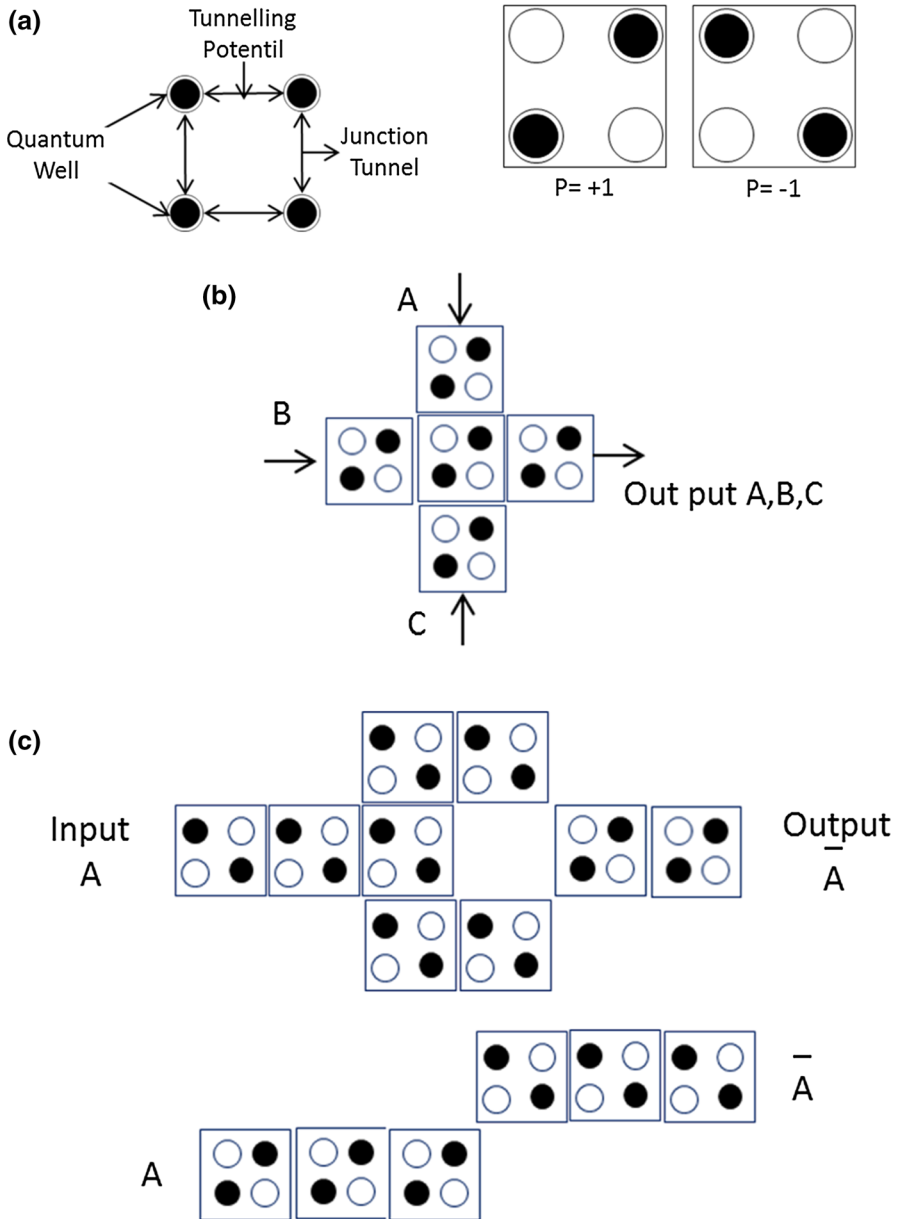 (a)
Tunnelling
Potentil
Quantum
Well
Junction
Tunnel
P= +1
P= -1
(b)
A
B
Out put A,B,C
C
(c)
Input
A
Output
A̅
A̅
A